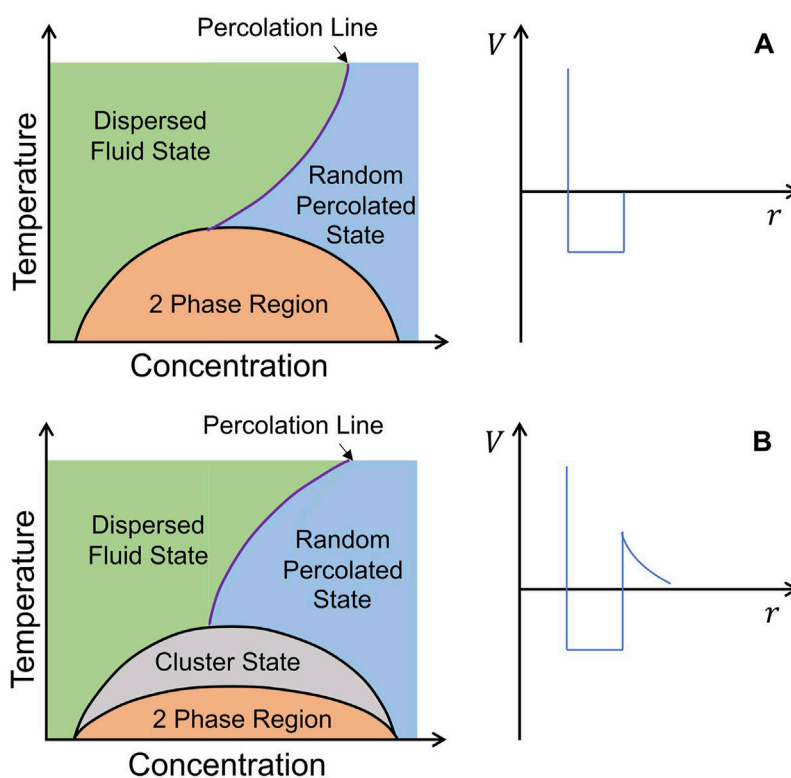 Percolation Line
A
V
Dispersed
Fluid State
Random
Percolated
State
Temperature
r
2 Phase Region
Concentration
Percolation Line
B
V
Dispersed
Fluid State
Random
Percolated
State
Temperature
r
Cluster State
2 Phase Region
Concentration